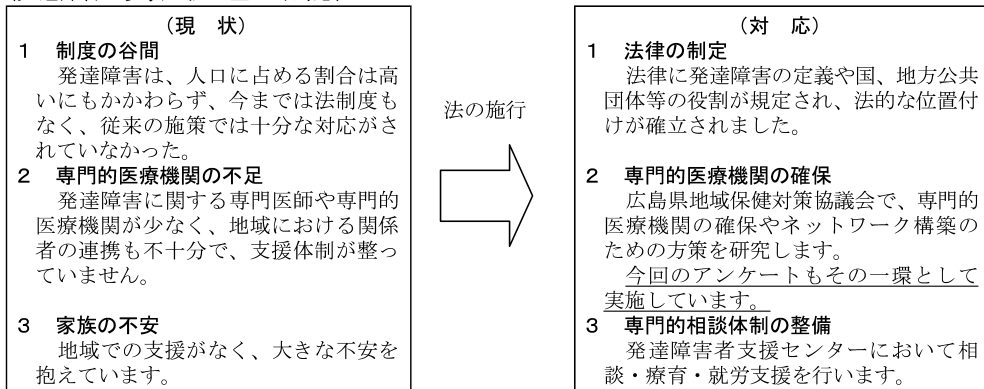 （現　状）
1　制度の谷間
発達障害は、人口に占める割合は高
いにもかかわらず、今までは法制度も
なく、従来の施策では十分な対応がさ
れていなかった。
2　専門的医療機関の不足
発達障害に関する専門医師や専門的
医療機関が少なく、地域における関係
者の連携も不十分で、支援体制が整っ
ていません。
3　家族の不安
地域での支援がなく、大きな不安を
抱えています。
法の施行
（対　応）
1　法律の制定
法律に発達障害の定義や国、地方公共
団体等の役割が規定され、法的な位置付
けが確立されました。
2　専門的医療機関の確保
広島県地域保健対策協議会で、専門的
医療機関の確保やネットワーク構築の
ための方策を研究します。
今回のアンケートもその一環として
実施しています。
3　専門的相談体制の整備
発達障害者支援センターにおいて相
談・療育・就労支援を行います。